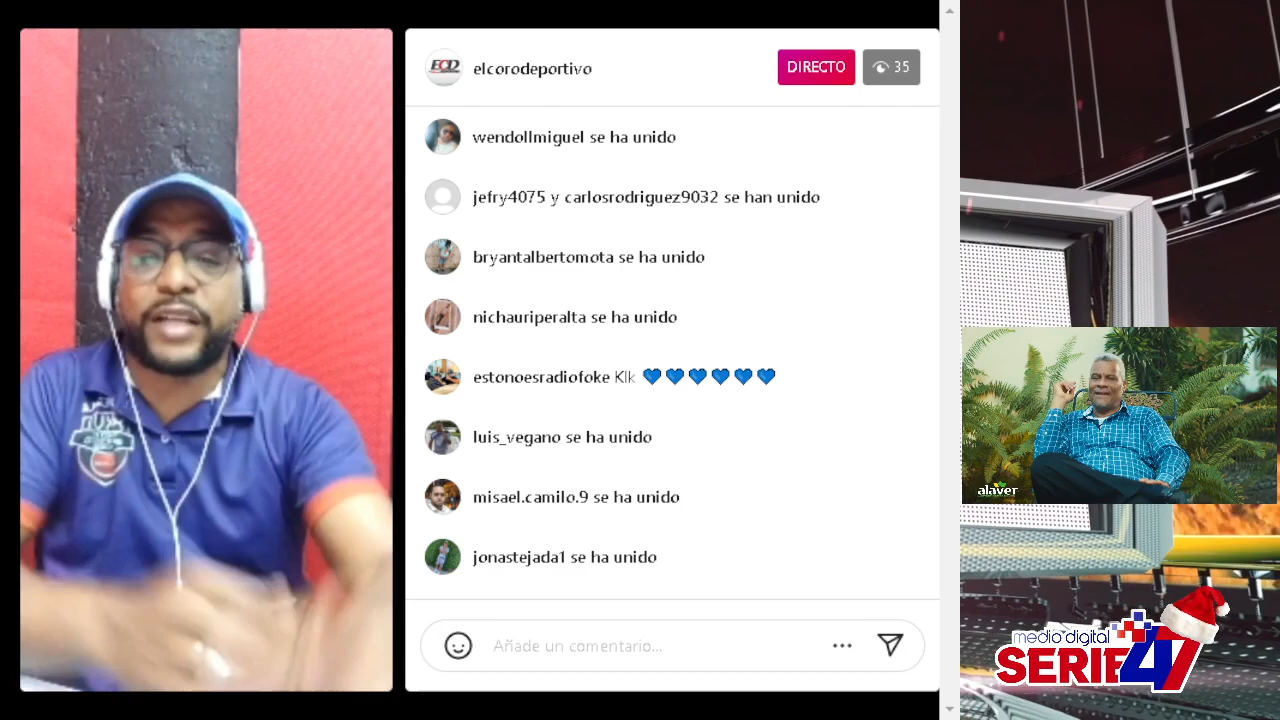 ECD
elcorodeportivo
DIRECTO
35
wendollmiguel se ha unido
jefry4075 y carlosrodriguez9032 se han unido
bryantalbertomota se ha unido
nichauriperalta se ha unido
estonoesradiofoke Klk 💙💙💙💙💙💙
luis_vegano se ha unido
misael.camilo.9 se ha unido
jonastejada1 se ha unido
Añade un comentario...
alaver
medio digital
SERIE 47